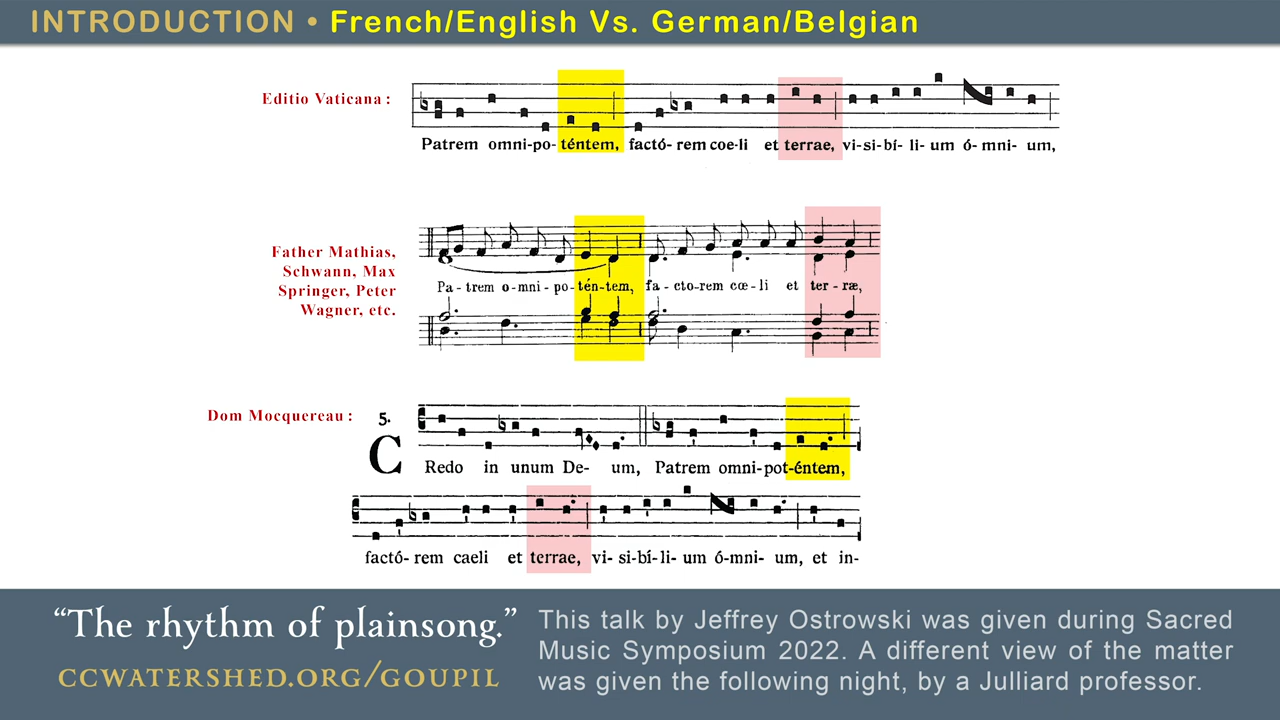 INTRODUCTION • French/English Vs. German/Belgian
Editio Vaticana :
Patrem omni-po-téntem, factó-rem coe-li et terrae, vi-si-bí-li-um ó-mni-um,
Father Mathias,
Schwann, Max
Springer, Peter
Wagner, etc.
Pa-trem o-mni-po-tén-tem, fa-cto-rem cœ-li et ter-ræ,
Dom Mocquereau :
5.
C Redo in unum De- um, Patrem omni-pot-éntem,
factó-rem caeli et terrae, vi-si-bí-li-um ó-mni-um, et in-
“The rhythm of plainsong.”
CCWATERSHED.ORG/GOUPIL
This talk by Jeffrey Ostrowski was given during Sacred
Music Symposium 2022. A different view of the matter
was given the following night, by a Julliard professor.